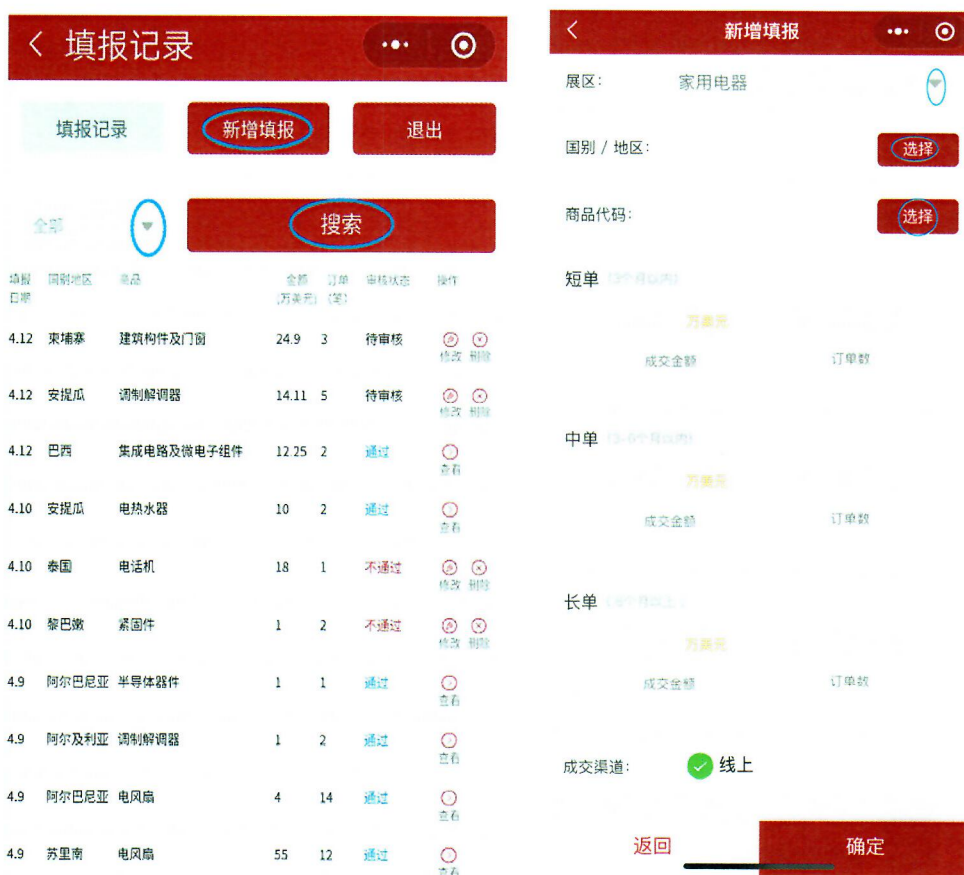 填报记录
填报记录 新增填报 退出
全部 搜索
填报日期 国别地区 商品 金额(万美元) 订单(笔) 审核状态 操作
4.12 柬埔寨 建筑构件及门窗 24.9 3 待审核 修改 删除
4.12 安提瓜 调制解调器 14.11 5 待审核 修改 删除
4.12 巴西 集成电路及微电子组件 12.25 2 通过 查看
4.10 安提瓜 电热水器 10 2 通过 查看
4.10 泰国 电话机 18 1 不通过 修改 删除
4.10 黎巴嫩 紧固件 1 2 不通过 修改 删除
4.9 阿尔巴尼亚 半导体器件 1 1 通过 查看
4.9 阿尔及利亚 调制解调器 1 2 通过 查看
4.9 阿尔巴尼亚 电风扇 4 14 通过 查看
4.9 苏里南 电风扇 55 12 通过 查看
新增填报
展区: 家用电器
国别 / 地区: 选择
商品代码: 选择
短单 (3个月以内)
万美元
成交金额 订单数
中单 (3-6个月以内)
万美元
成交金额 订单数
长单
万美元
成交金额 订单数
成交渠道: 线上
返回 确定